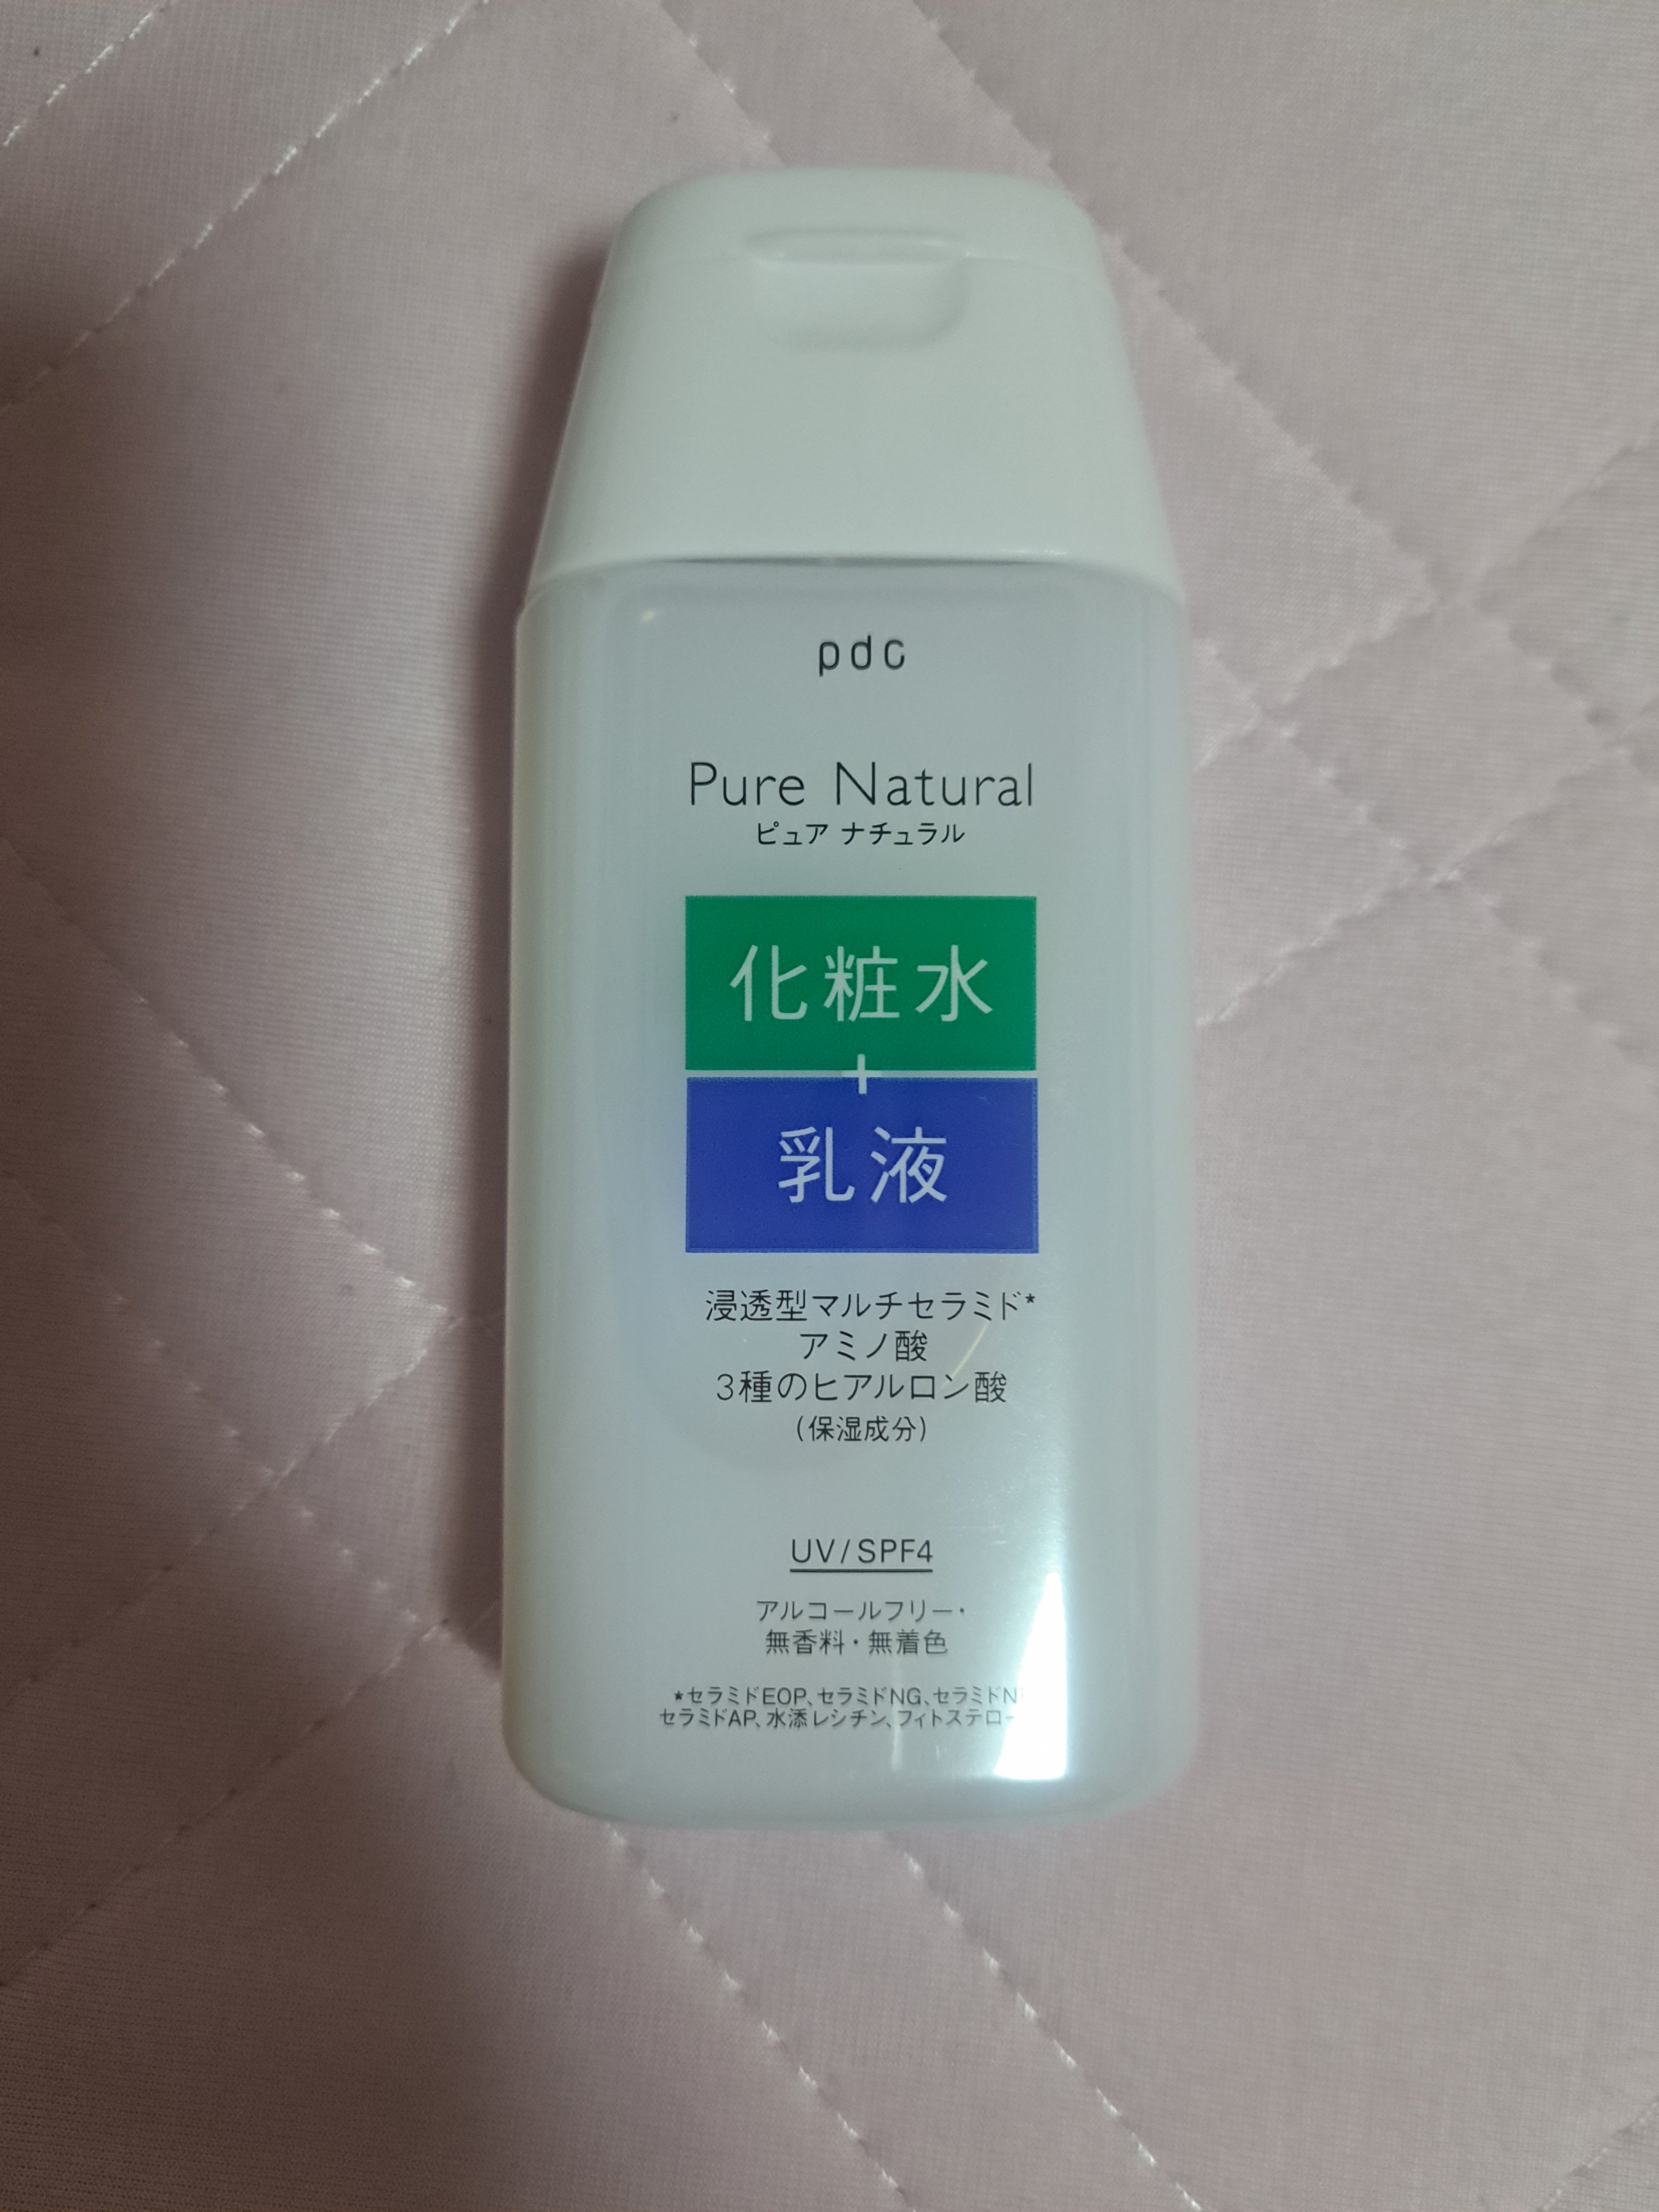 pdc
Pure Natural
ピュア ナチュラル
化粧水
+
乳液
浸透型マルチセラミド*
アミノ酸
3種のヒアルロン酸
(保湿成分)
UV/SPF4
アルコールフリー・
無香料・無着色
*セラミドEOP、セラミドNG、
セラミドAP、水添レシチン、